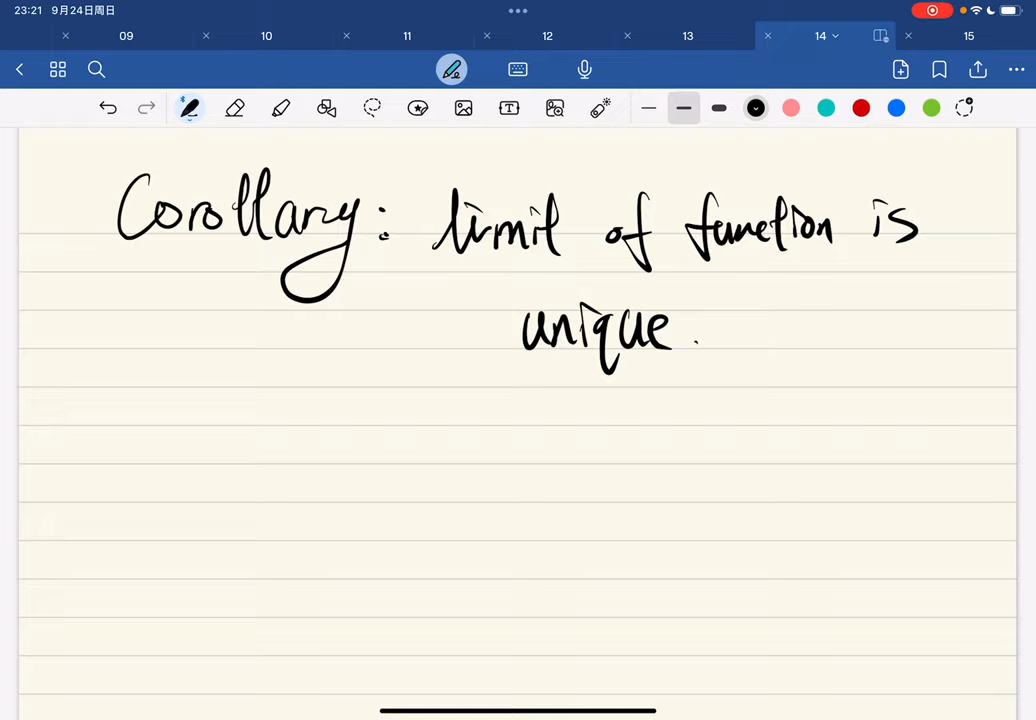 23:21 9月24日周日
09 10 11 12 13 14 15
Corollary: limit of function is
unique.